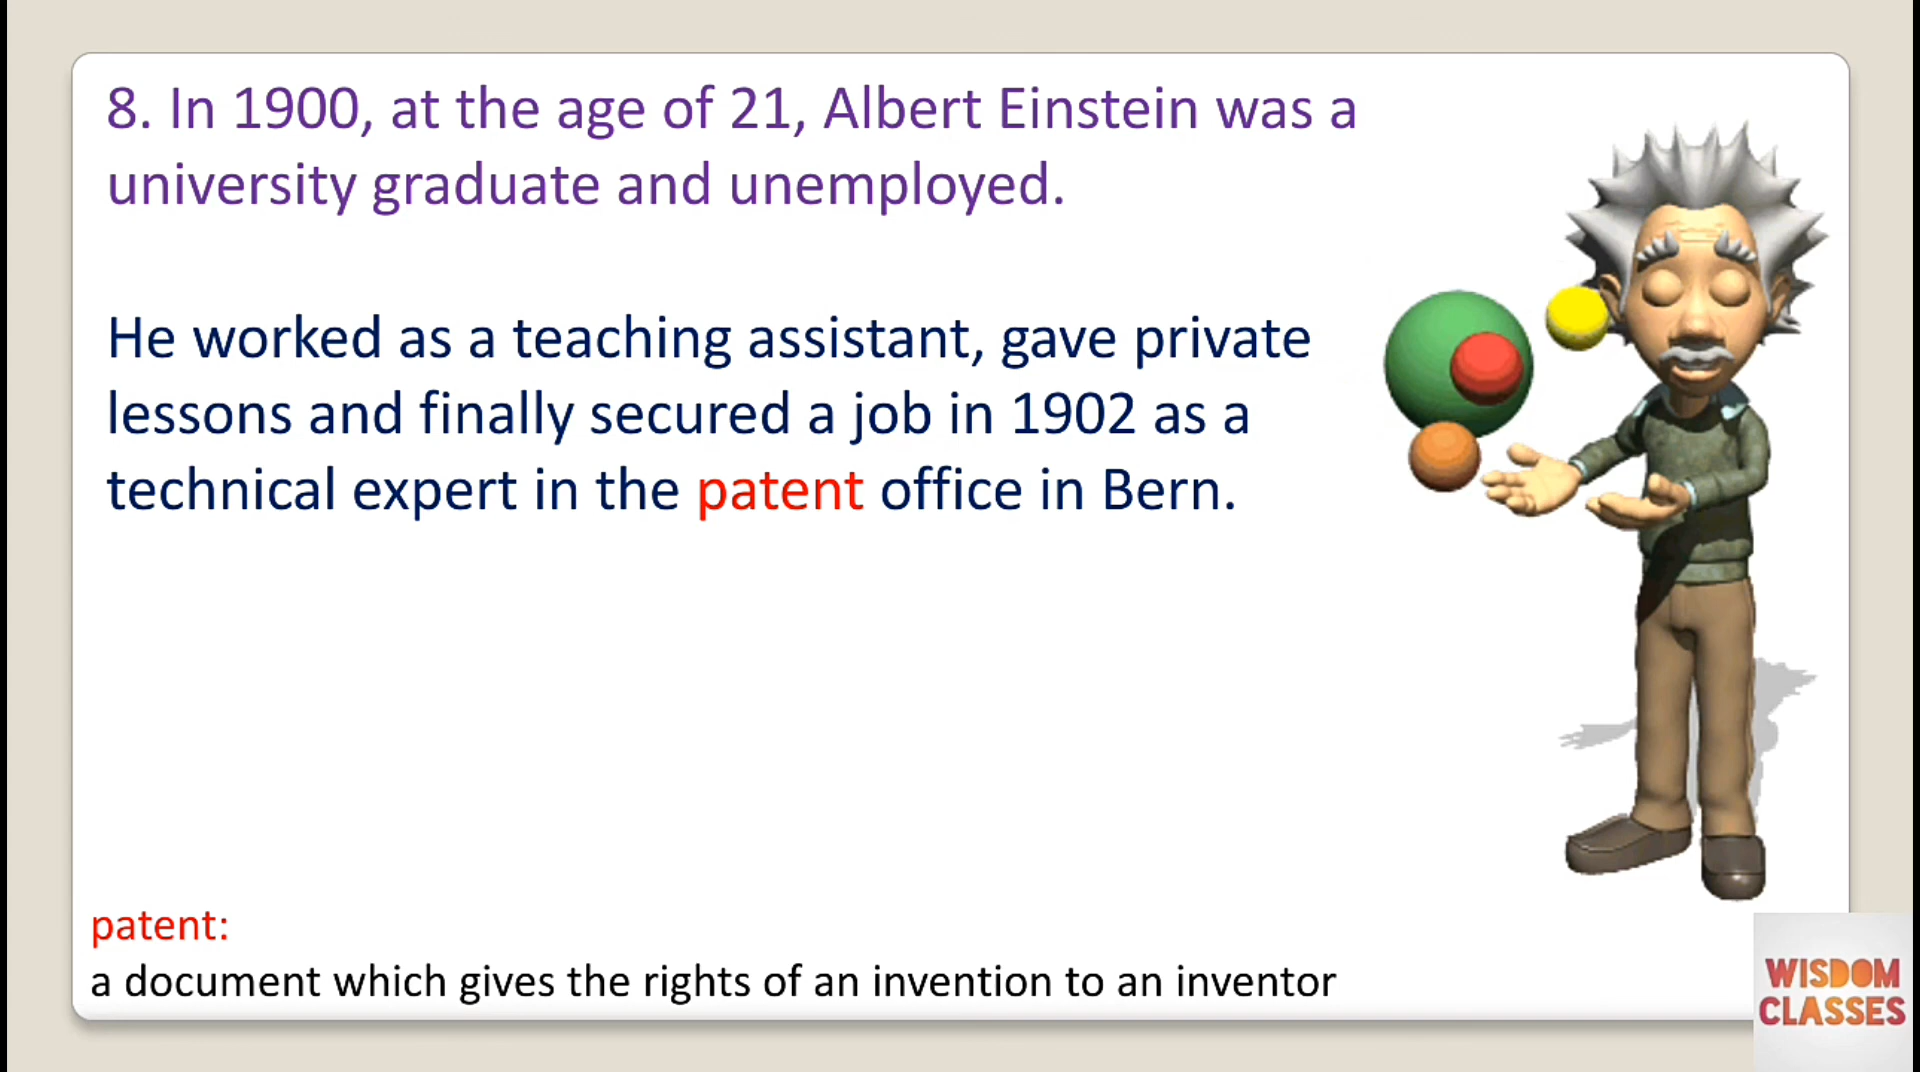 8. In 1900, at the age of 21, Albert Einstein was a
university graduate and unemployed.
He worked as a teaching assistant, gave private
lessons and finally secured a job in 1902 as a
technical expert in the patent office in Bern.
patent:
a document which gives the rights of an invention to an inventor
WISDOM
CLASSES